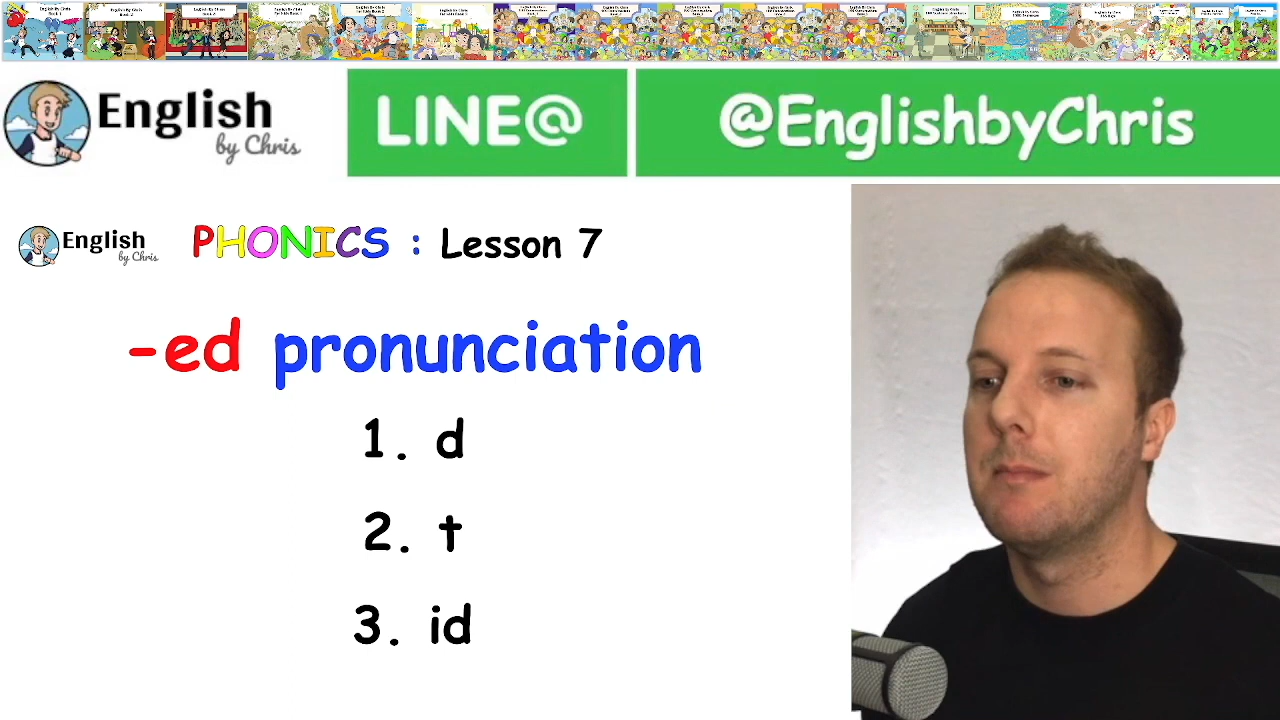 English
by Chris
LINE@
@EnglishbyChris
English
by Chris
PHONICS : Lesson 7
-ed pronunciation
1. d
2. t
3. id